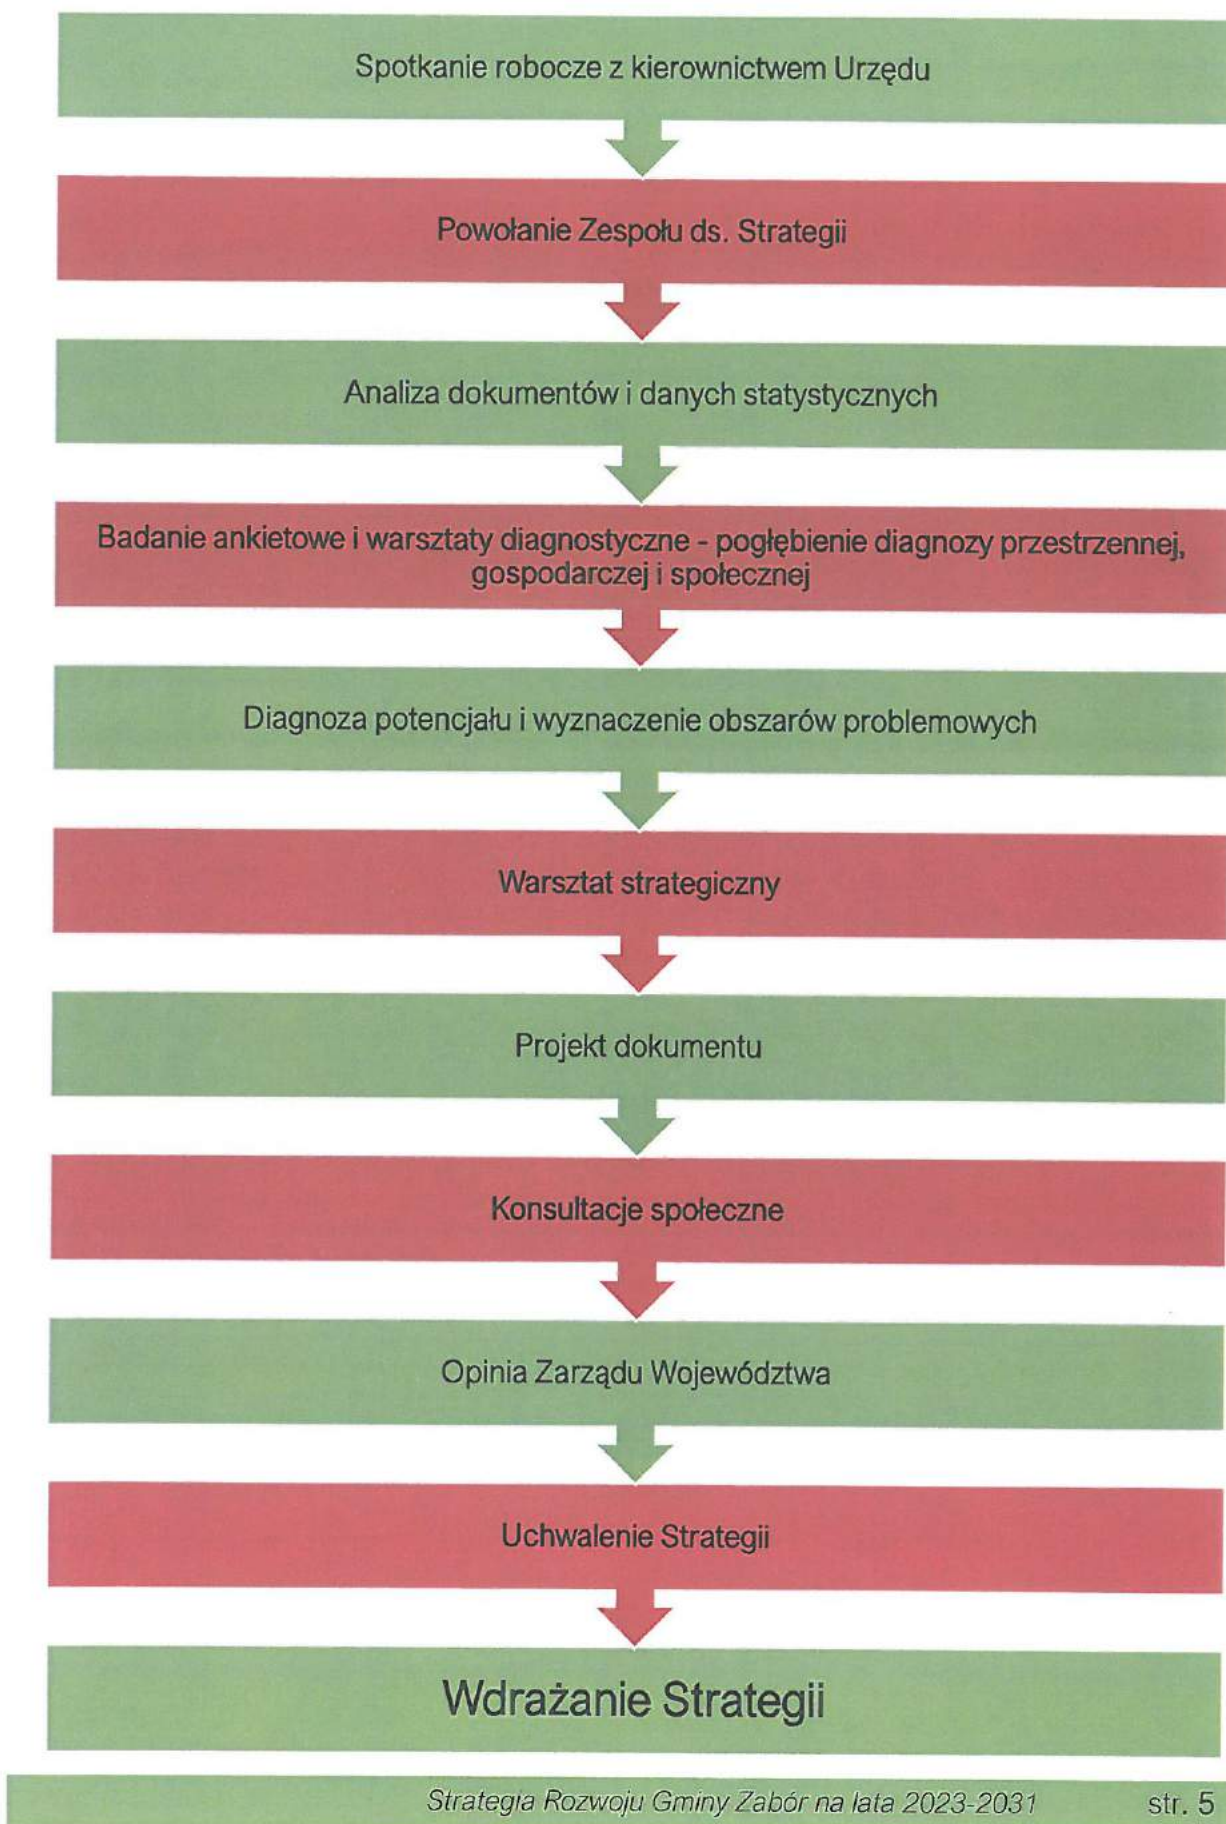 Spotkanie robocze z kierownictwem Urzędu
Powołanie Zespołu ds. Strategii
Analiza dokumentów i danych statystycznych
Badanie ankietowe i warsztaty diagnostyczne - pogłębienie diagnozy przestrzennej,
gospodarczej i społecznej
Diagnoza potencjału i wyznaczenie obszarów problemowych
Warsztat strategiczny
Projekt dokumentu
Konsultacje społeczne
Opinia Zarządu Województwa
Uchwalenie Strategii
Wdrażanie Strategii
Strategia Rozwoju Gminy Zabór na lata 2023-2031 str. 5